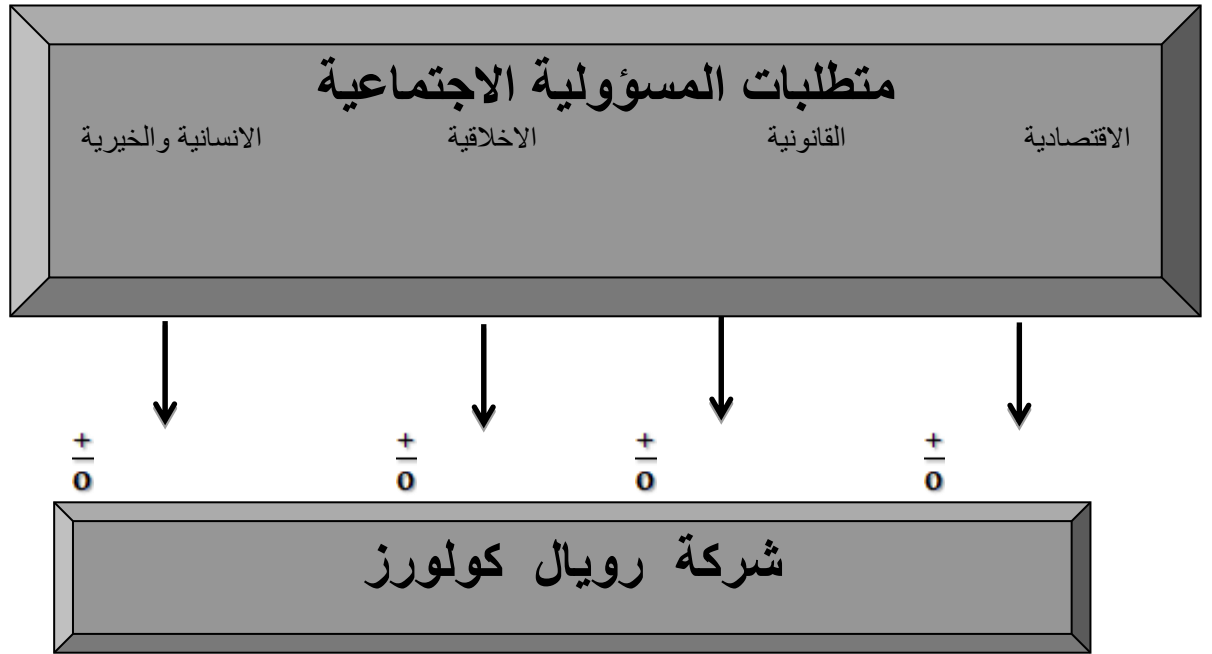 متطلبات المسؤولية الاجتماعية
الاقتصادية القانونية الاخلاقية الانسانية والخيرية
+ + + +
0 0 0 0
شركة رويال كولورز